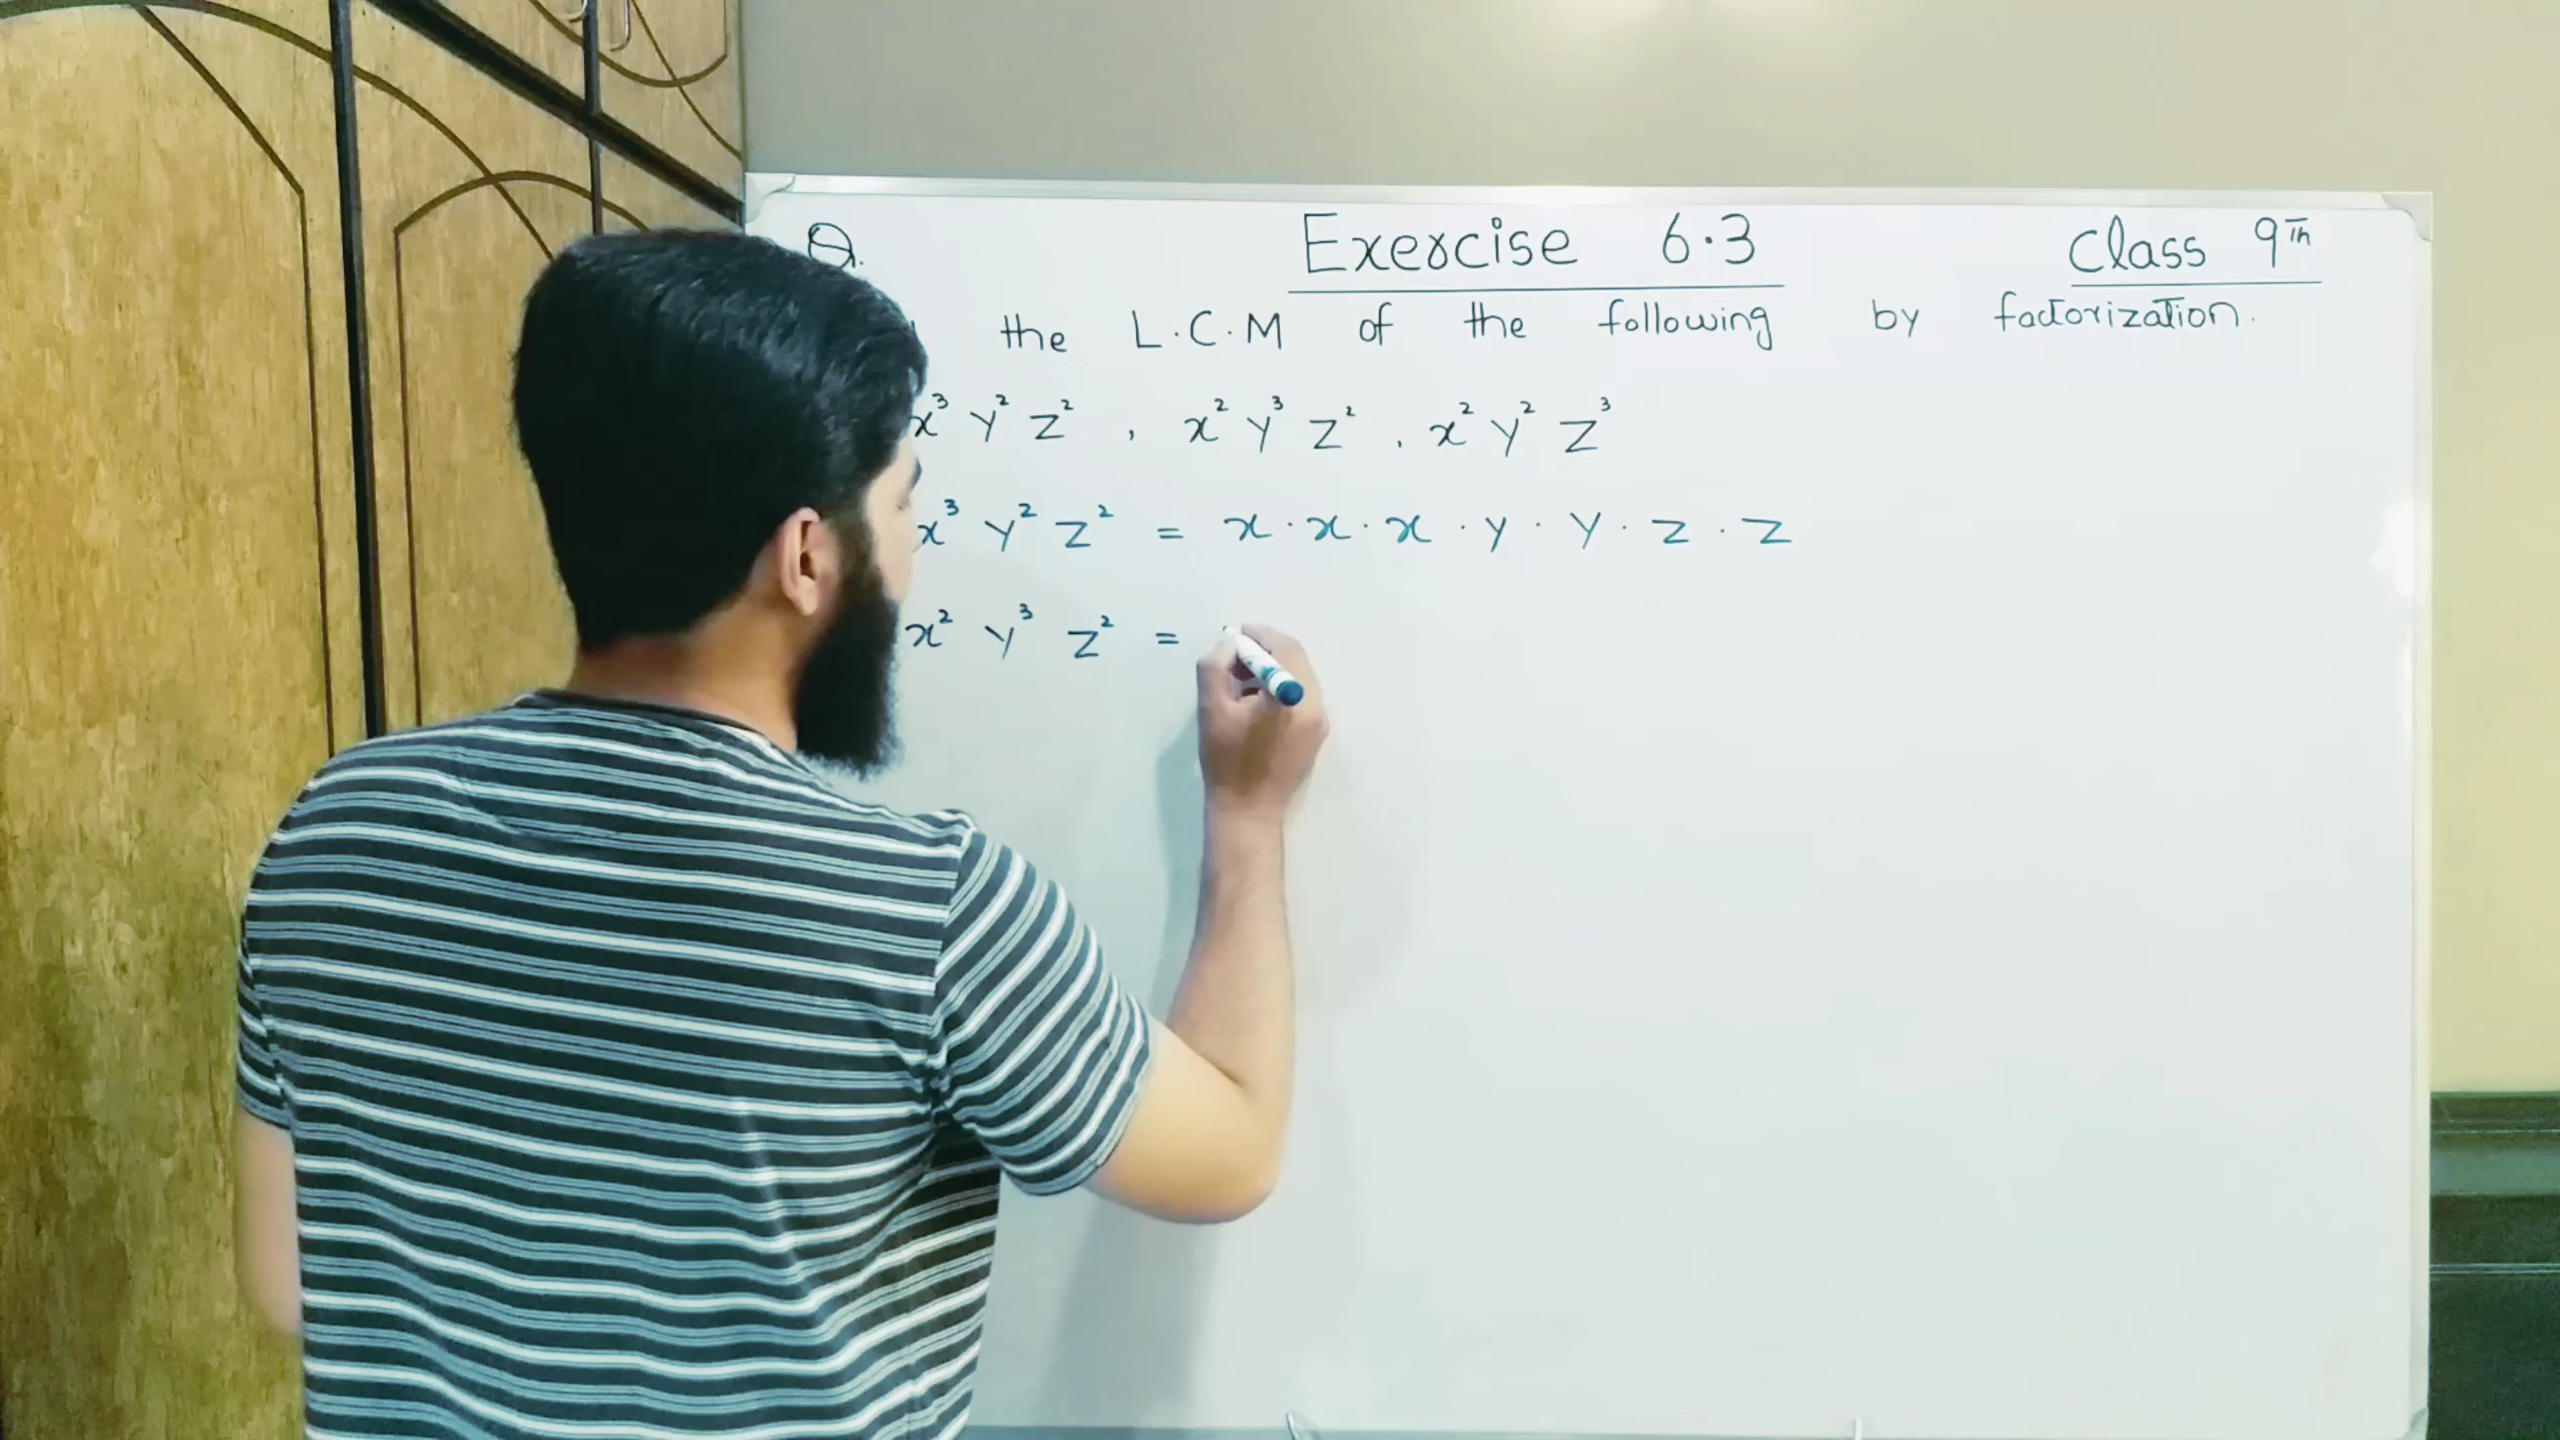 Q. Exercise 6.3 Class 9th
the L.C.M of the following by factorization.
x³ y² z² , x² y³ z² , x² y² z³
x³ y² z² = x · x · x · y · y · z · z
x² y³ z² =